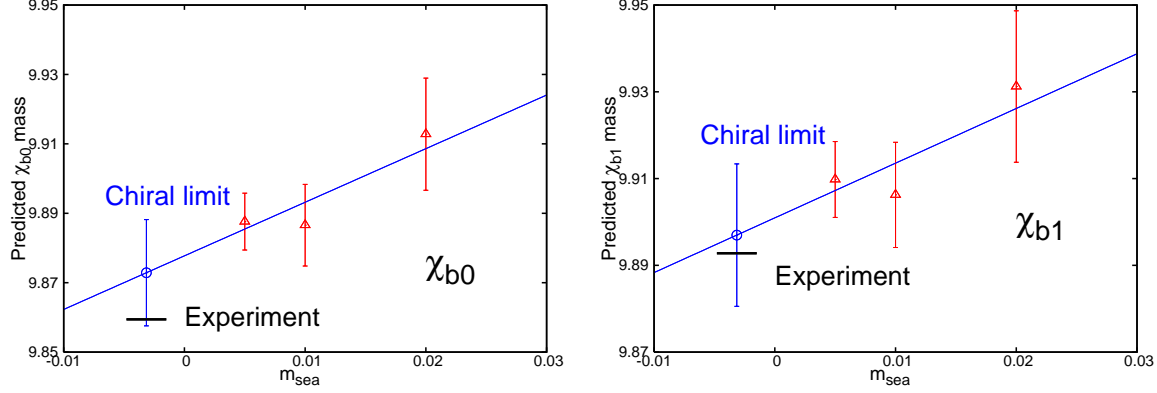 9.95
9.93
9.91
9.89
9.87
9.85
-0.01
0
0.01
0.02
0.03
Predicted χb0 mass
m_sea
Chiral limit
Experiment
χb0
9.95
9.93
9.91
9.89
9.87
-0.01
0
0.01
0.02
0.03
Predicted χb1 mass
m_sea
Chiral limit
Experiment
χb1